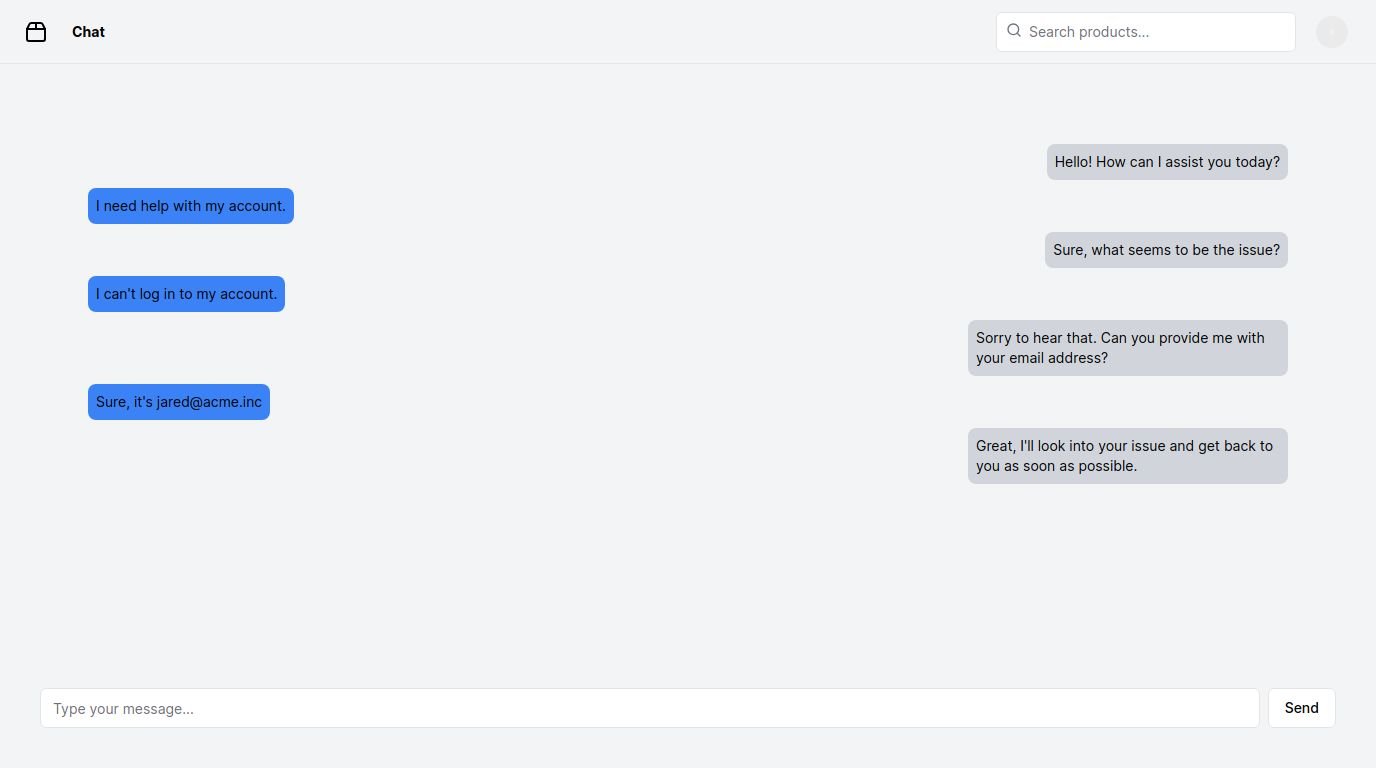 Chat
Search products...
Hello! How can I assist you today?
I need help with my account.
Sure, what seems to be the issue?
I can't log in to my account.
Sorry to hear that. Can you provide me with
your email address?
Sure, it's jared@acme.inc
Great, I'll look into your issue and get back to
you as soon as possible.
Type your message...
Send